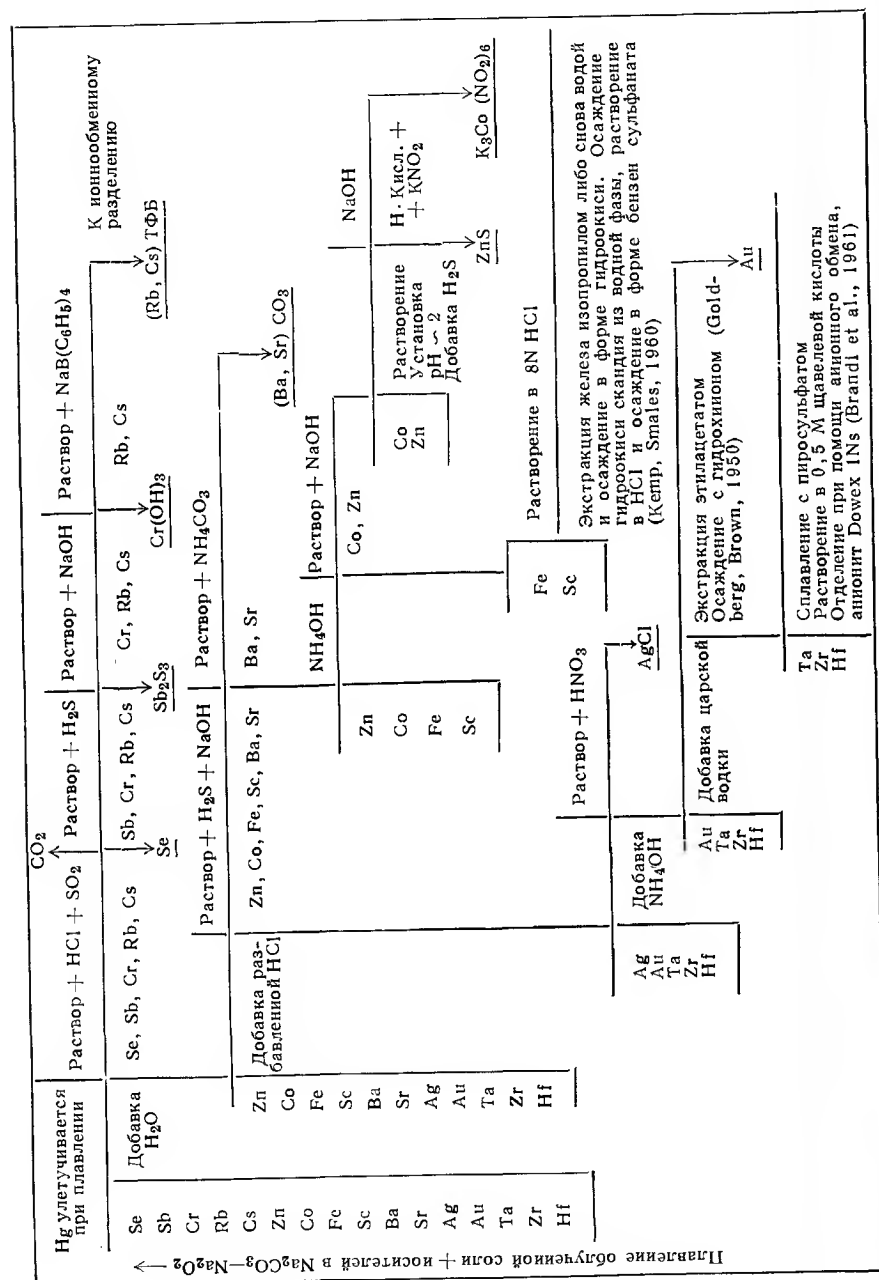 Плавление облученной соли + носителей в Na₂CO₃—Na₂O₂ →
Hg улетучивается
при плавлении
Se
Sb
Cr
Rb
Cs
Zn
Co
Fe
Sc
Ba
Sr
Ag
Au
Ta
Zr
Hf
Добавка
H₂O
CO₂
Раствор + HCl + SO₂
Se, Sb, Cr, Rb, Cs
Se
Раствор + H₂S
Sb, Cr, Rb, Cs
Sb₂S₃
Раствор + NaOH
Cr, Rb, Cs
Cr(OH)₃
Раствор + NaB(C₆H₅)₄
Rb, Cs
(Rb, Cs) ТФБ
К ионнообменному
разделению
Zn
Co
Fe
Sc
Ba
Sr
Ag
Au
Ta
Zr
Hf
Добавка раз-
бавленной HCl
Раствор + H₂S + NaOH
Zn, Co, Fe, Sc, Ba, Sr
Раствор + NH₄CO₃
Ba, Sr
(Ba, Sr) CO₃
Zn
Co
Fe
Sc
NH₄OH
Раствор + NaOH
Co, Zn
Co
Zn
Растворение
Установка
pH ∽ 2
Добавка H₂S
ZnS
NaOH
H · Кисл. +
+ KNO₂
K₃Co (NO₂)₆
Fe
Sc
Растворение в 8N HCl
Экстракция железа изопропилом либо снова водой
и осаждение в форме гидроокиси. Осаждение
гидроокиси скандия из водной фазы, растворение
в HCl и осаждение в форме бензен сульфаната
(Kemp, Smales, 1960)
Ag
Au
Ta
Zr
Hf
Добавка
NH₄OH
Раствор + HNO₃
AgCl
Au
Ta
Zr
Hf
Добавка царской
водки
Экстракция этилацетатом
Осаждение с гидрохиноном (Gold-
berg, Brown, 1950)
Au
Ta
Zr
Hf
Сплавление с пиросульфатом
Растворение в 0,5 M щавелевой кислоты
Отделение при помощи анионного обмена,
анионит Dowex 1Ns (Brandl et al., 1961)